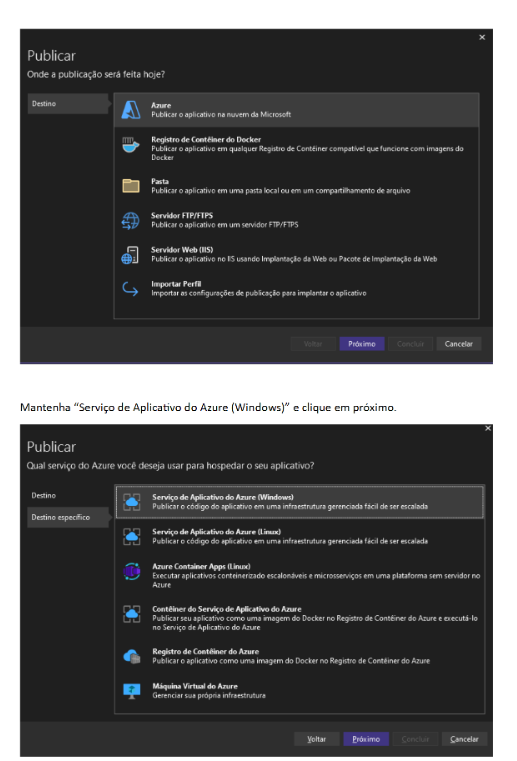 Publicar
Onde a publicação será feita hoje?
Destino
Azure
Publicar o aplicativo na nuvem da Microsoft
Registro de Contêiner do Docker
Publicar o aplicativo em qualquer Registro de Contêiner compatível que funcione com imagens do
Docker
Pasta
Publicar o aplicativo em uma pasta local ou em um compartilhamento de arquivo
Servidor FTP/FTPS
Publicar o aplicativo em um servidor FTP/FTPS
Servidor Web (IIS)
Publicar o aplicativo no IIS usando Implantação da Web ou Pacote de Implantação da Web
Importar Perfil
Importar as configurações de publicação para implantar o aplicativo
Voltar Próximo Concluir Cancelar
Mantenha “Serviço de Aplicativo do Azure (Windows)” e clique em próximo.
Publicar
Qual serviço do Azure você deseja usar para hospedar o seu aplicativo?
Destino
Destino específico
Serviço de Aplicativo do Azure (Windows)
Publicar o código do aplicativo em uma infraestrutura gerenciada fácil de ser escalada
Serviço de Aplicativo do Azure (Linux)
Publicar o código do aplicativo em uma infraestrutura gerenciada fácil de ser escalada
Azure Container Apps (Linux)
Executar aplicativos conteinerizado escalonáveis e microsserviços em uma plataforma sem servidor no
Azure
Contêiner do Serviço de Aplicativo do Azure
Publicar seu aplicativo como uma imagem do Docker no Registro de Contêiner do Azure e executá-lo
no Serviço de Aplicativo do Azure
Registro de Contêiner do Azure
Publicar o aplicativo como uma imagem do Docker no Registro de Contêiner do Azure
Máquina Virtual do Azure
Gerenciar sua própria infraestrutura
Voltar Próximo Concluir Cancelar